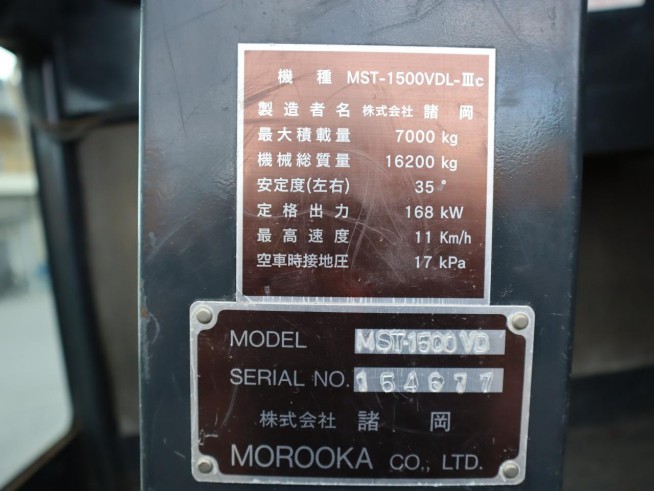 機 種 MST-1500VDL-Ⅲc
製造者名 株式会社 諸 岡
最大積載量 7000 kg
機械総質量 16200 kg
安定度(左右) 35 °
定格出力 168 kW
最高速度 11 Km/h
空車時接地圧 17 kPa
MODEL MST-1500VD
SERIAL NO. 154677
株式会社 諸 岡
MOROOKA CO., LTD.